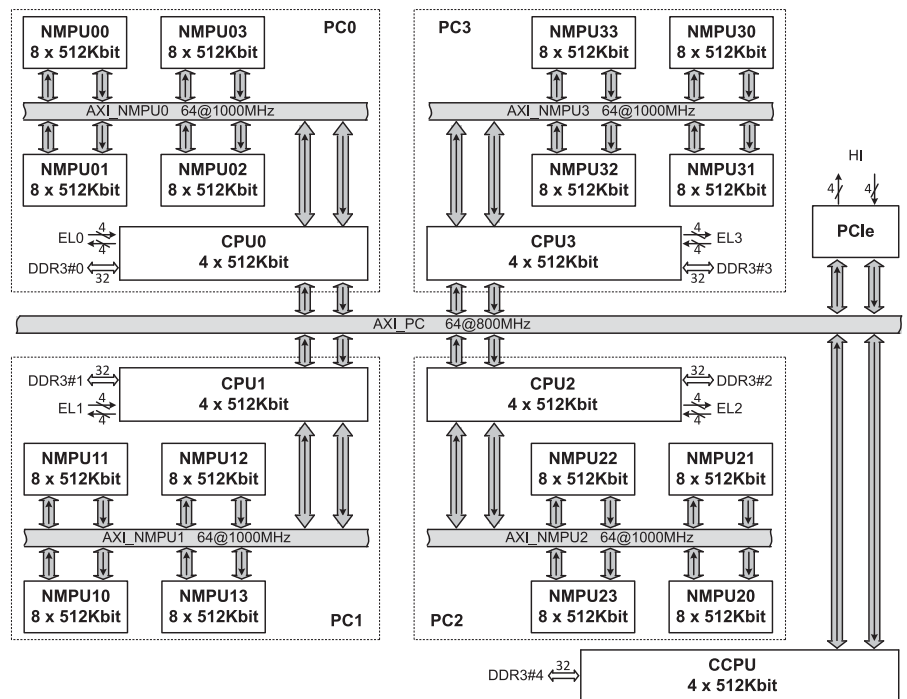 PC0
NMPU00
8 x 512Kbit
NMPU03
8 x 512Kbit
AXI_NMPU0 64@1000MHz
NMPU01
8 x 512Kbit
NMPU02
8 x 512Kbit
EL0
4
4
DDR3#0
32
CPU0
4 x 512Kbit
PC3
NMPU33
8 x 512Kbit
NMPU30
8 x 512Kbit
AXI_NMPU3 64@1000MHz
NMPU32
8 x 512Kbit
NMPU31
8 x 512Kbit
CPU3
4 x 512Kbit
4
4
EL3
32
DDR3#3
HI
4
4
PCIe
AXI_PC 64@800MHz
DDR3#1
32
EL1
4
4
CPU1
4 x 512Kbit
NMPU11
8 x 512Kbit
NMPU12
8 x 512Kbit
AXI_NMPU1 64@1000MHz
NMPU10
8 x 512Kbit
NMPU13
8 x 512Kbit
PC1
CPU2
4 x 512Kbit
32
DDR3#2
4
4
EL2
NMPU22
8 x 512Kbit
NMPU21
8 x 512Kbit
AXI_NMPU2 64@1000MHz
NMPU23
8 x 512Kbit
NMPU20
8 x 512Kbit
PC2
DDR3#4
32
CCPU
4 x 512Kbit